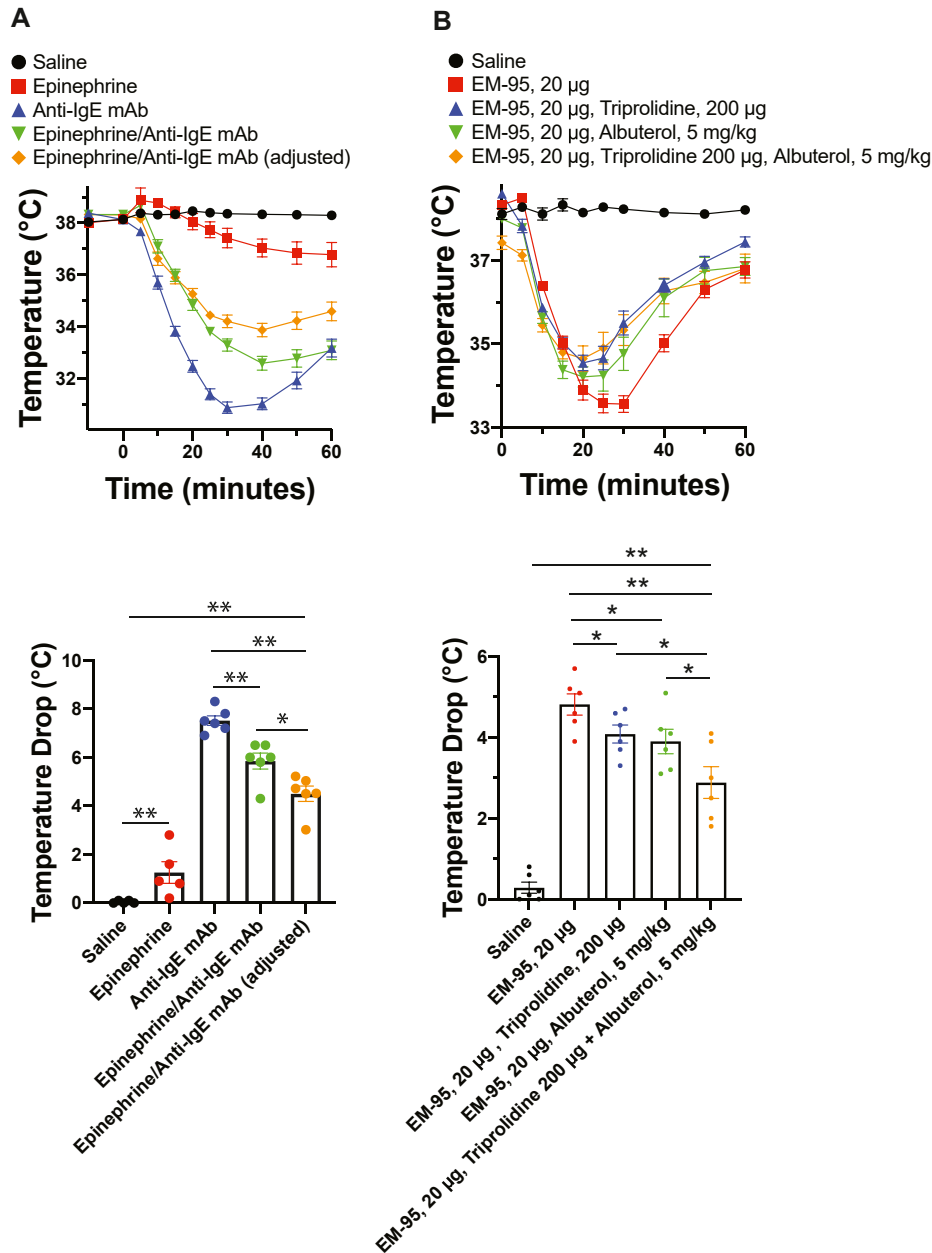 A
Saline
Epinephrine
Anti-IgE mAb
Epinephrine/Anti-IgE mAb
Epinephrine/Anti-IgE mAb (adjusted)
38
36
34
32
Temperature (°C)
0
20
40
60
Time (minutes)
B
Saline
EM-95, 20 µg
EM-95, 20 µg, Triprolidine, 200 µg
EM-95, 20 µg, Albuterol, 5 mg/kg
EM-95, 20 µg, Triprolidine 200 µg, Albuterol, 5 mg/kg
37
35
33
Temperature (°C)
0
20
40
60
Time (minutes)
**
**
**
*
**
10
8
6
4
2
0
Temperature Drop (°C)
Saline
Epinephrine
Anti-IgE mAb
Epinephrine/Anti-IgE mAb
Epinephrine/Anti-IgE mAb (adjusted)
**
**
*
*
*
*
6
4
2
0
Temperature Drop (°C)
Saline
EM-95, 20 µg
EM-95, 20 µg , Triprolidine, 200 µg
EM-95, 20 µg, Albuterol, 5 mg/kg
EM-95, 20 µg, Triprolidine 200 µg + Albuterol, 5 mg/kg